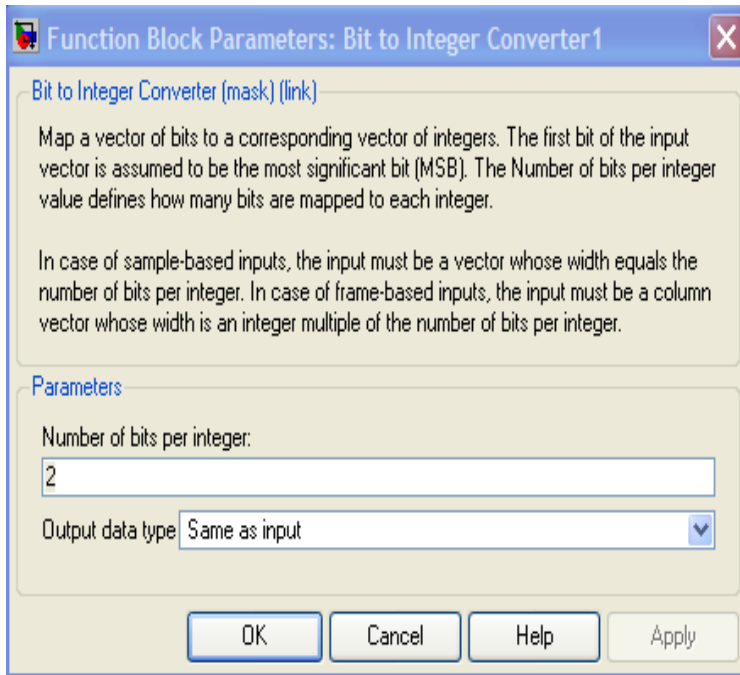 Function Block Parameters: Bit to Integer Converter1
Bit to Integer Converter (mask) (link)
Map a vector of bits to a corresponding vector of integers. The first bit of the input
vector is assumed to be the most significant bit (MSB). The Number of bits per integer
value defines how many bits are mapped to each integer.
In case of sample-based inputs, the input must be a vector whose width equals the
number of bits per integer. In case of frame-based inputs, the input must be a column
vector whose width is an integer multiple of the number of bits per integer.
Parameters
Number of bits per integer:
2
Output data type Same as input
OK Cancel Help Apply